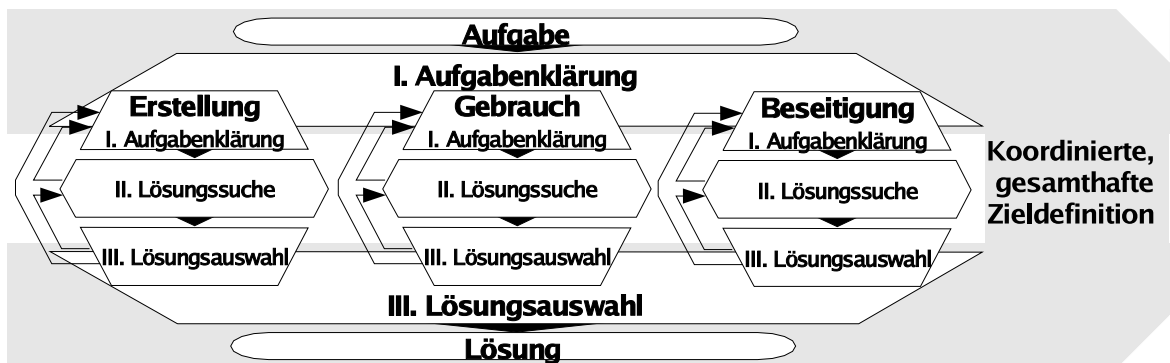 Aufgabe
I. Aufgabenklärung
Erstellung
I. Aufgabenklärung
II. Lösungssuche
III. Lösungsauswahl
Gebrauch
I. Aufgabenklärung
II. Lösungssuche
III. Lösungsauswahl
Beseitigung
I. Aufgabenklärung
II. Lösungssuche
III. Lösungsauswahl
Koordinierte,
gesamthafte
Zieldefinition
III. Lösungsauswahl
Lösung